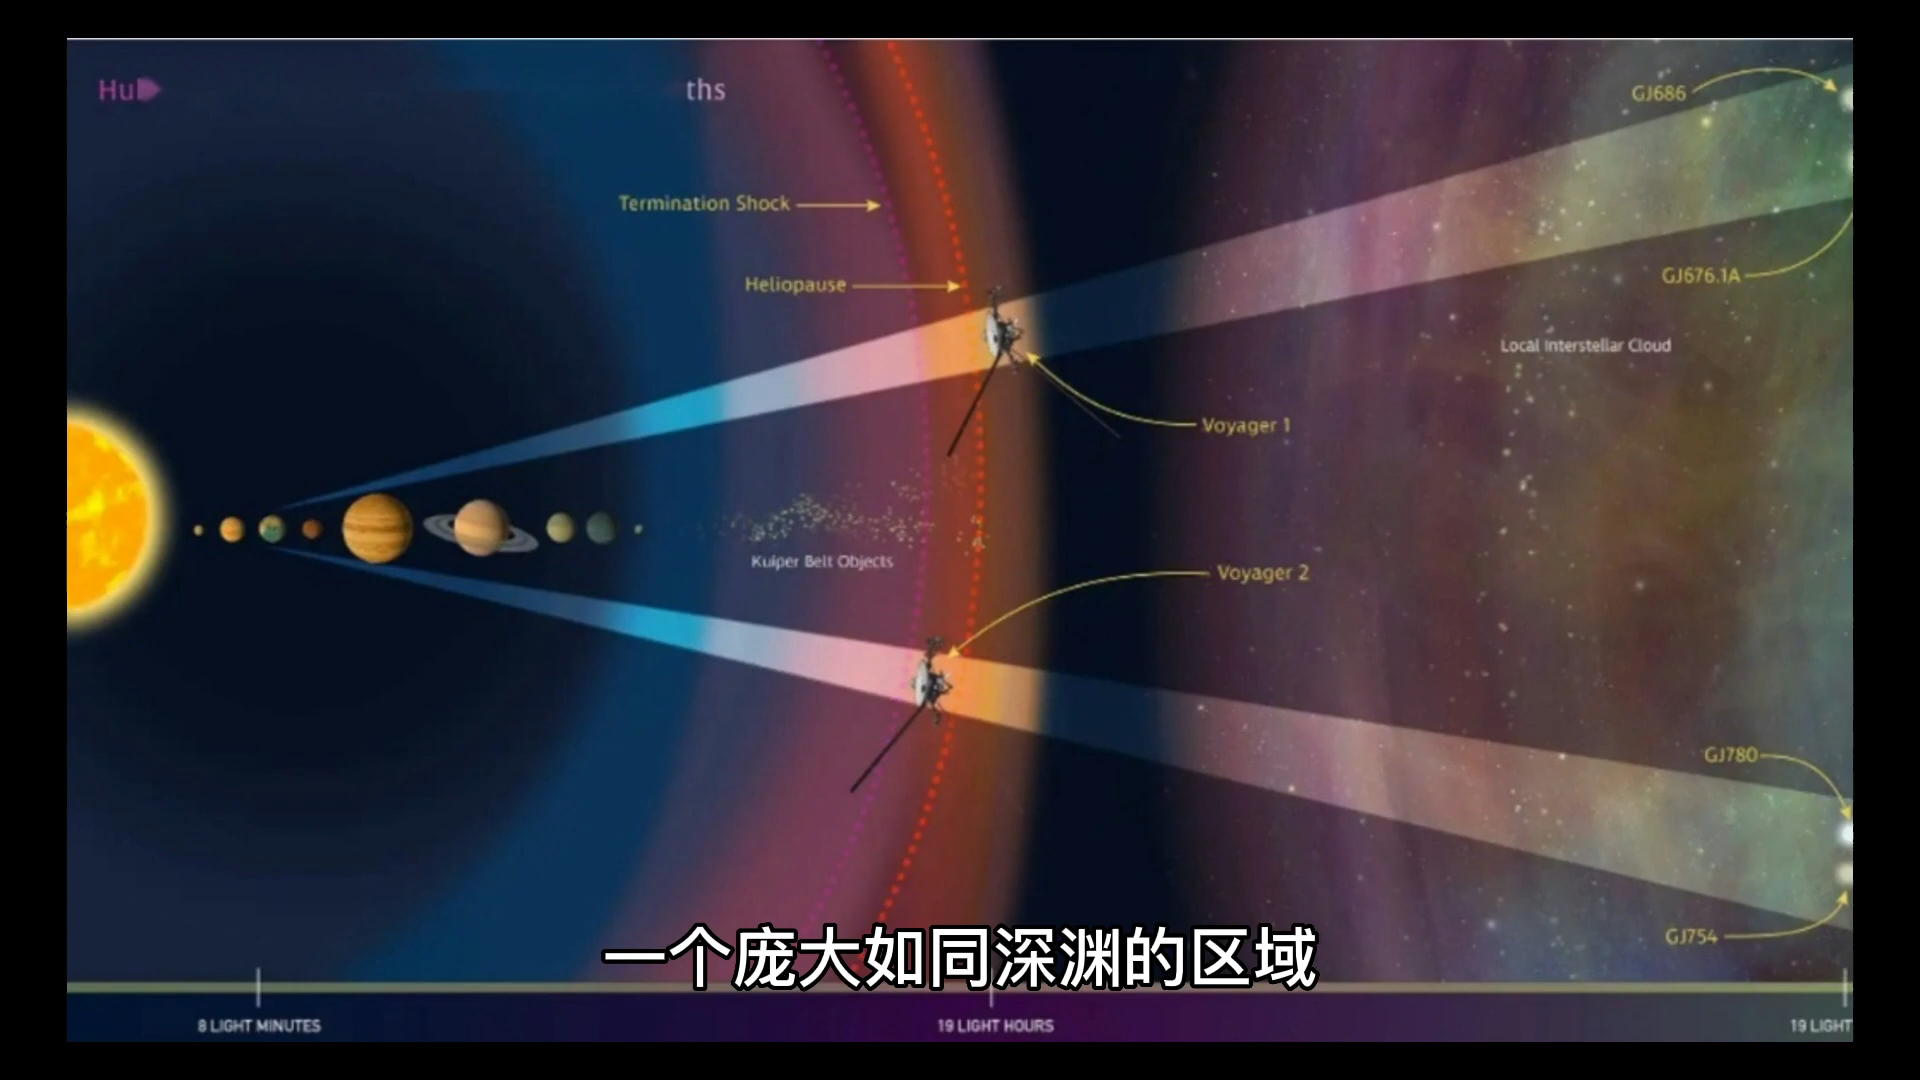 Hu
ths
GJ686
Termination Shock
GJ676.1A
Heliopause
Local Interstellar Cloud
Voyager 1
Kuiper Belt Objects
Voyager 2
GJ780
GJ754
一个庞大如同深渊的区域
8 LIGHT MINUTES
19 LIGHT HOURS
19 LIGHT